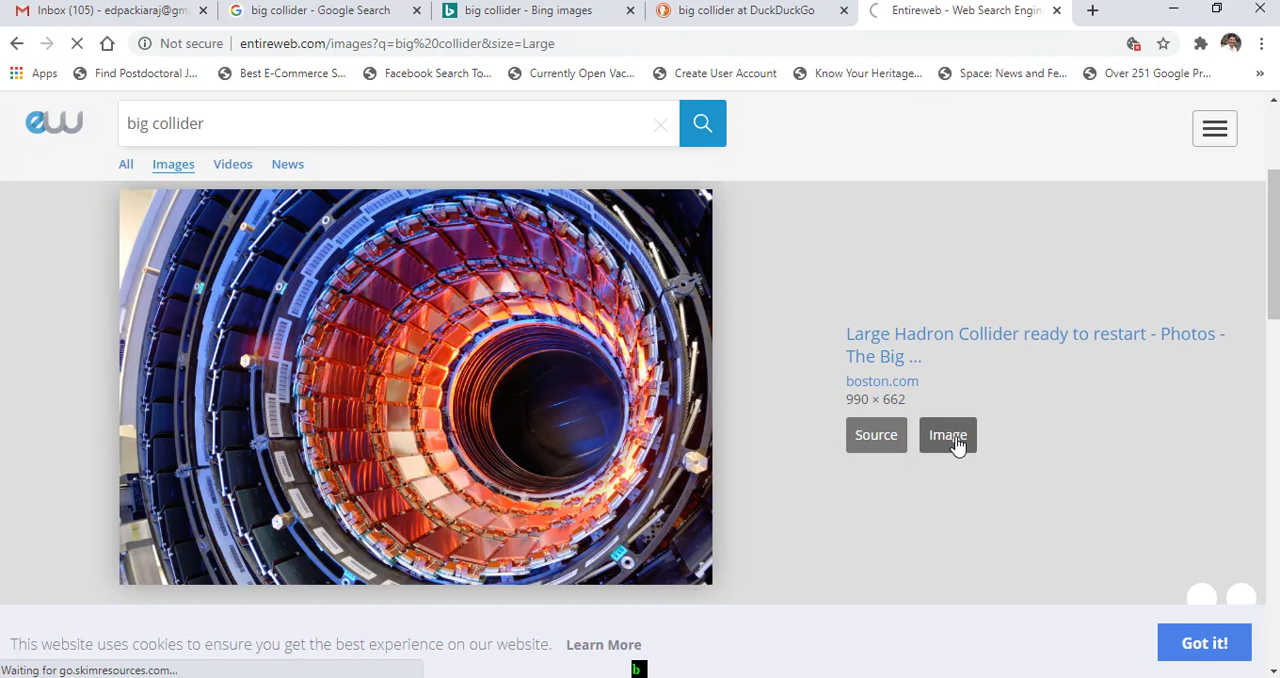 Inbox (105) - edpackiaraj@gm
big collider - Google Search
big collider - Bing images
big collider at DuckDuckGo
Entireweb - Web Search Engin
Not secure
entireweb.com/images?q=big%20collider&size=Large
Apps
Find Postdoctoral J...
Best E-Commerce S...
Facebook Search To...
Currently Open Vac...
Create User Account
Know Your Heritage...
Space: News and Fe...
Over 251 Google Pr...
»
ew
big collider
All
Images
Videos
News
Large Hadron Collider ready to restart - Photos -
The Big ...
boston.com
990 × 662
Source
Image
This website uses cookies to ensure you get the best experience on our website.
Learn More
Got it!
Waiting for go.skimresources.com...
b